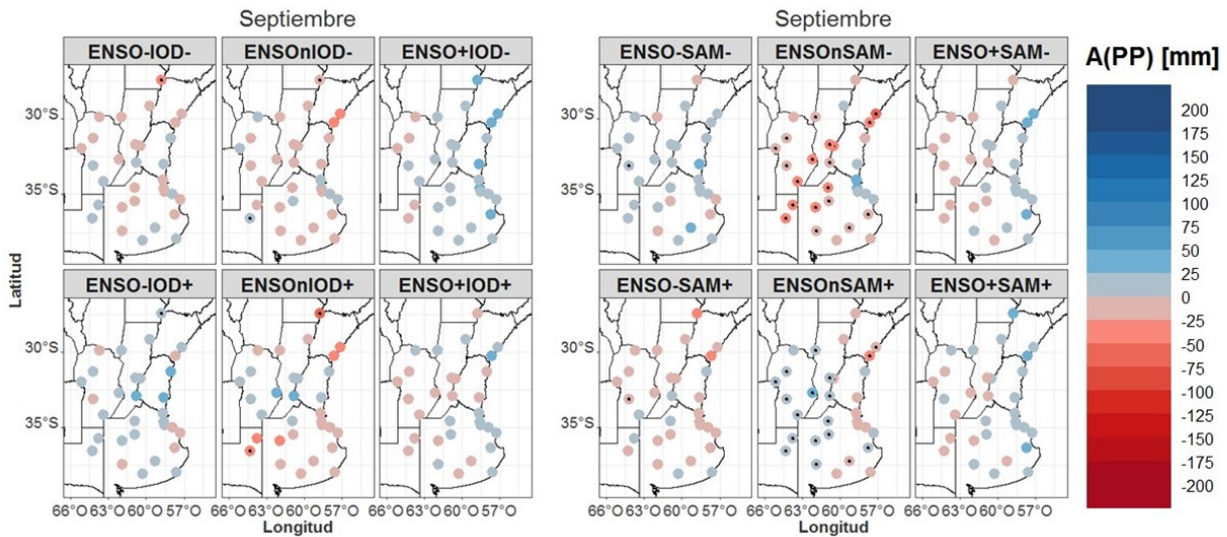 Septiembre
ENSO-IOD- ENSOnIOD- ENSO+IOD-
30°S
35°S
ENSO-IOD+ ENSOnIOD+ ENSO+IOD+
30°S
35°S
66°O 63°O 60°O 57°O 66°O 63°O 60°O 57°O 66°O 63°O 60°O 57°O
Latitud
Longitud
Septiembre
ENSO-SAM- ENSOnSAM- ENSO+SAM-
ENSO-SAM+ ENSOnSAM+ ENSO+SAM+
66°O 63°O 60°O 57°O 66°O 63°O 60°O 57°O 66°O 63°O 60°O 57°O
Longitud
A(PP) [mm]
200
175
150
125
100
75
50
25
0
-25
-50
-75
-100
-125
-150
-175
-200